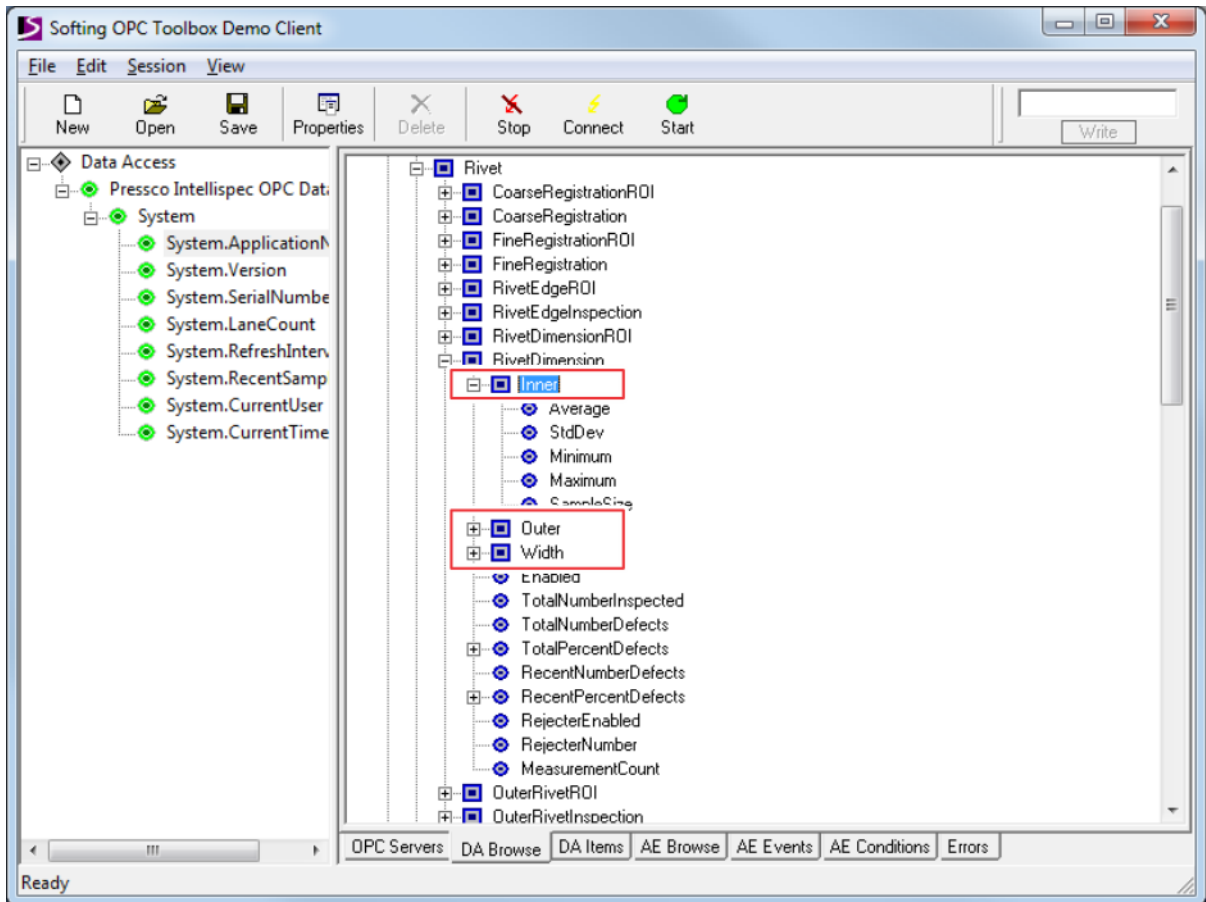 Softing OPC Toolbox Demo Client
File Edit Session View
New Open Save Properties Delete Stop Connect Start Write
Data Access
Pressco Intellispec OPC Data
System
System.ApplicationN
System.Version
System.SerialNumbe
System.LaneCount
System.RefreshInterv
System.RecentSampl
System.CurrentUser
System.CurrentTime
Rivet
CoarseRegistrationROI
CoarseRegistration
FineRegistrationROI
FineRegistration
RivetEdgeROI
RivetEdgeInspection
RivetDimensionROI
RivetDimension
Inner
Average
StdDev
Minimum
Maximum
SampleSize
Outer
Width
Enabled
TotalNumberInspected
TotalNumberDefects
TotalPercentDefects
RecentNumberDefects
RecentPercentDefects
RejecterEnabled
RejecterNumber
MeasurementCount
OuterRivetROI
OuterRivetInspection
OPC Servers DA Browse DA Items AE Browse AE Events AE Conditions Errors
Ready